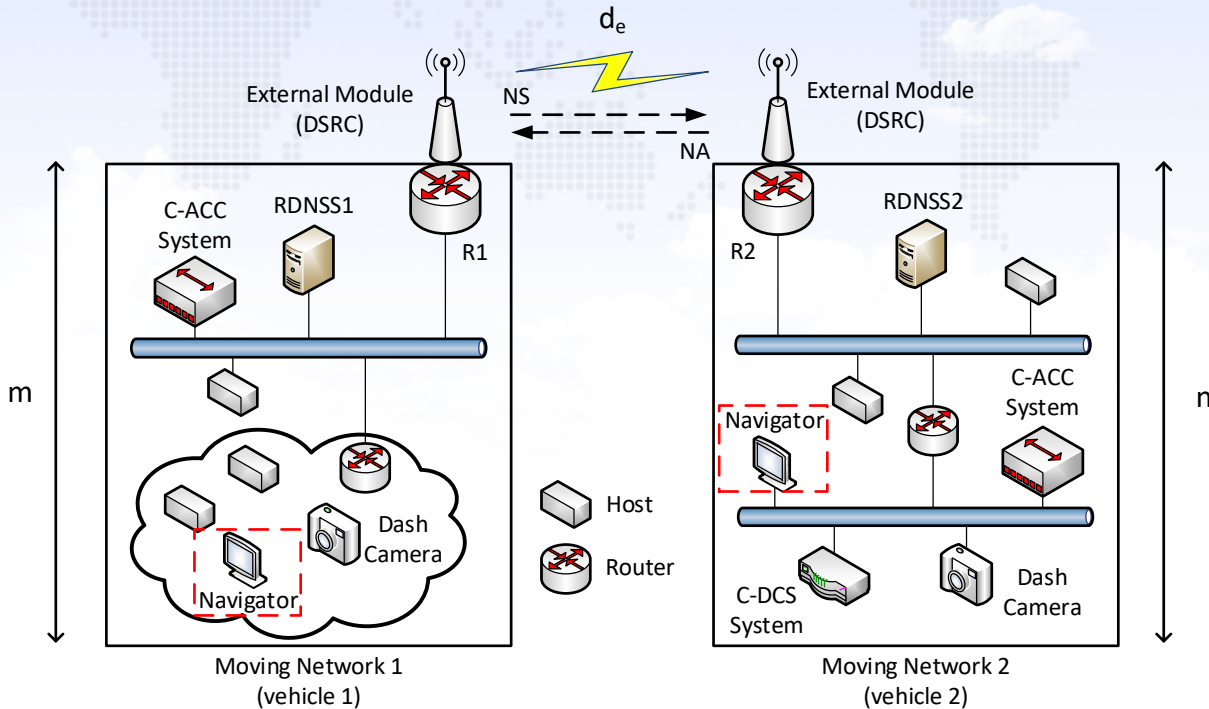 dₑ
External Module
(DSRC)
NS
NA
External Module
(DSRC)
C-ACC
System
RDNSS1
R1
R2
RDNSS2
m
n
C-ACC
System
Navigator
Dash
Camera
Navigator
Host
Router
C-DCS
System
Dash
Camera
Moving Network 1
(vehicle 1)
Moving Network 2
(vehicle 2)